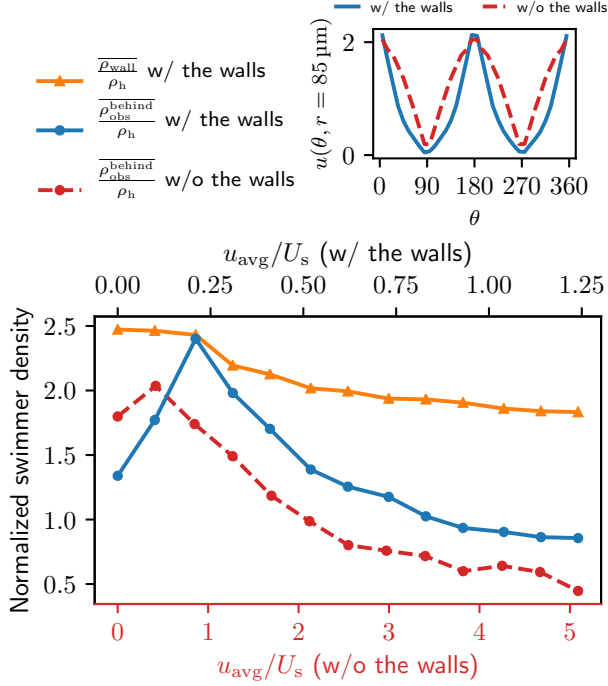 w/ the walls w/o the walls
ρ_wall/ρ_h w/ the walls
ρ_obs^behind/ρ_h w/ the walls
ρ_obs^behind/ρ_h w/o the walls
u(θ, r = 85 µm)
2
0
0 90 180 270 360
θ
u_avg/U_s (w/ the walls)
0.00 0.25 0.50 0.75 1.00 1.25
Normalized swimmer density
2.5
2.0
1.5
1.0
0.5
0 1 2 3 4 5
u_avg/U_s (w/o the walls)